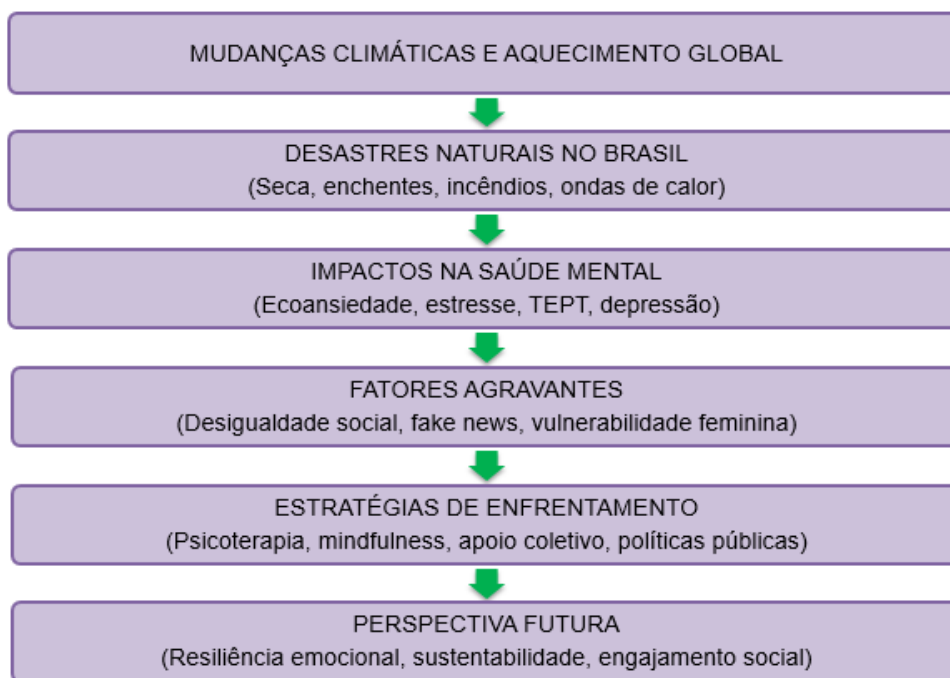 MUDANÇAS CLIMÁTICAS E AQUECIMENTO GLOBAL
DESASTRES NATURAIS NO BRASIL
(Seca, enchentes, incêndios, ondas de calor)
IMPACTOS NA SAÚDE MENTAL
(Ecoansiedade, estresse, TEPT, depressão)
FATORES AGRAVANTES
(Desigualdade social, fake news, vulnerabilidade feminina)
ESTRATÉGIAS DE ENFRENTAMENTO
(Psicoterapia, mindfulness, apoio coletivo, políticas públicas)
PERSPECTIVA FUTURA
(Resiliência emocional, sustentabilidade, engajamento social)